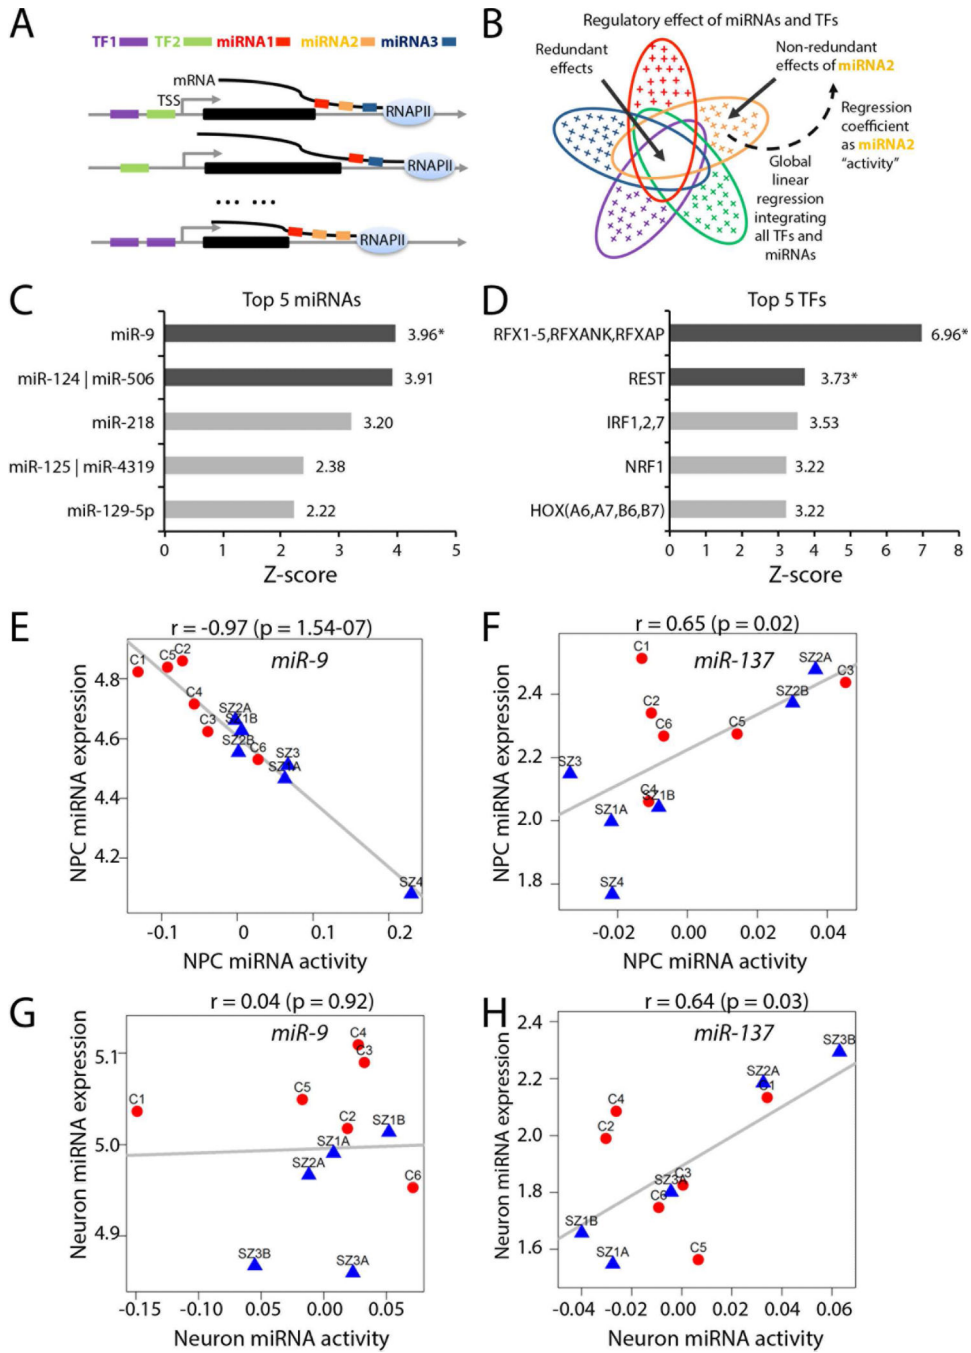 A
TF1 TF2 miRNA1 miRNA2 miRNA3
mRNA
TSS
RNAPII
RNAPII
... ...
RNAPII
B
Regulatory effect of miRNAs and TFs
Redundant
effects
Non-redundant
effects of miRNA2
Regression
coefficient
as miRNA2
"activity"
Global
linear
regression
integrating
all TFs and
miRNAs
C
Top 5 miRNAs
miR-9
3.96*
miR-124 | miR-506
3.91
miR-218
3.20
miR-125 | miR-4319
2.38
miR-129-5p
2.22
0 1 2 3 4 5
Z-score
D
Top 5 TFs
RFX1-5,RFXANK,RFXAP
6.96*
REST
3.73*
IRF1,2,7
3.53
NRF1
3.22
HOX(A6,A7,B6,B7)
3.22
0 1 2 3 4 5 6 7 8
Z-score
E
r = -0.97 (p = 1.54-07)
miR-9
NPC miRNA expression
4.8
4.6
4.4
4.2
C1
C5
C2
C4
C3
SZ2A
SZ1B
SZ2B
C6
SZ3
SZ1A
SZ4
-0.1 0 0.1 0.2
NPC miRNA activity
F
r = 0.65 (p = 0.02)
miR-137
NPC miRNA expression
2.4
2.2
2.0
1.8
C1
SZ2A
C3
SZ2B
C2
C6
C5
SZ3
C4
SZ1B
SZ1A
SZ4
-0.02 0.00 0.02 0.04
NPC miRNA activity
G
r = 0.04 (p = 0.92)
miR-9
Neuron miRNA expression
5.1
5.0
4.9
C4
C3
C5
C1
C2
SZ1B
SZ1A
SZ2A
C6
SZ3B
SZ3A
-0.15 -0.10 0.05 0.00 0.05
Neuron miRNA activity
H
r = 0.64 (p = 0.03)
miR-137
Neuron miRNA expression
2.4
2.2
2.0
1.8
1.6
SZ3B
SZ2A
C1
C4
C2
C3
SZ3A
C6
SZ1B
SZ1A
C5
-0.04 -0.02 0.00 0.02 0.04 0.06
Neuron miRNA activity